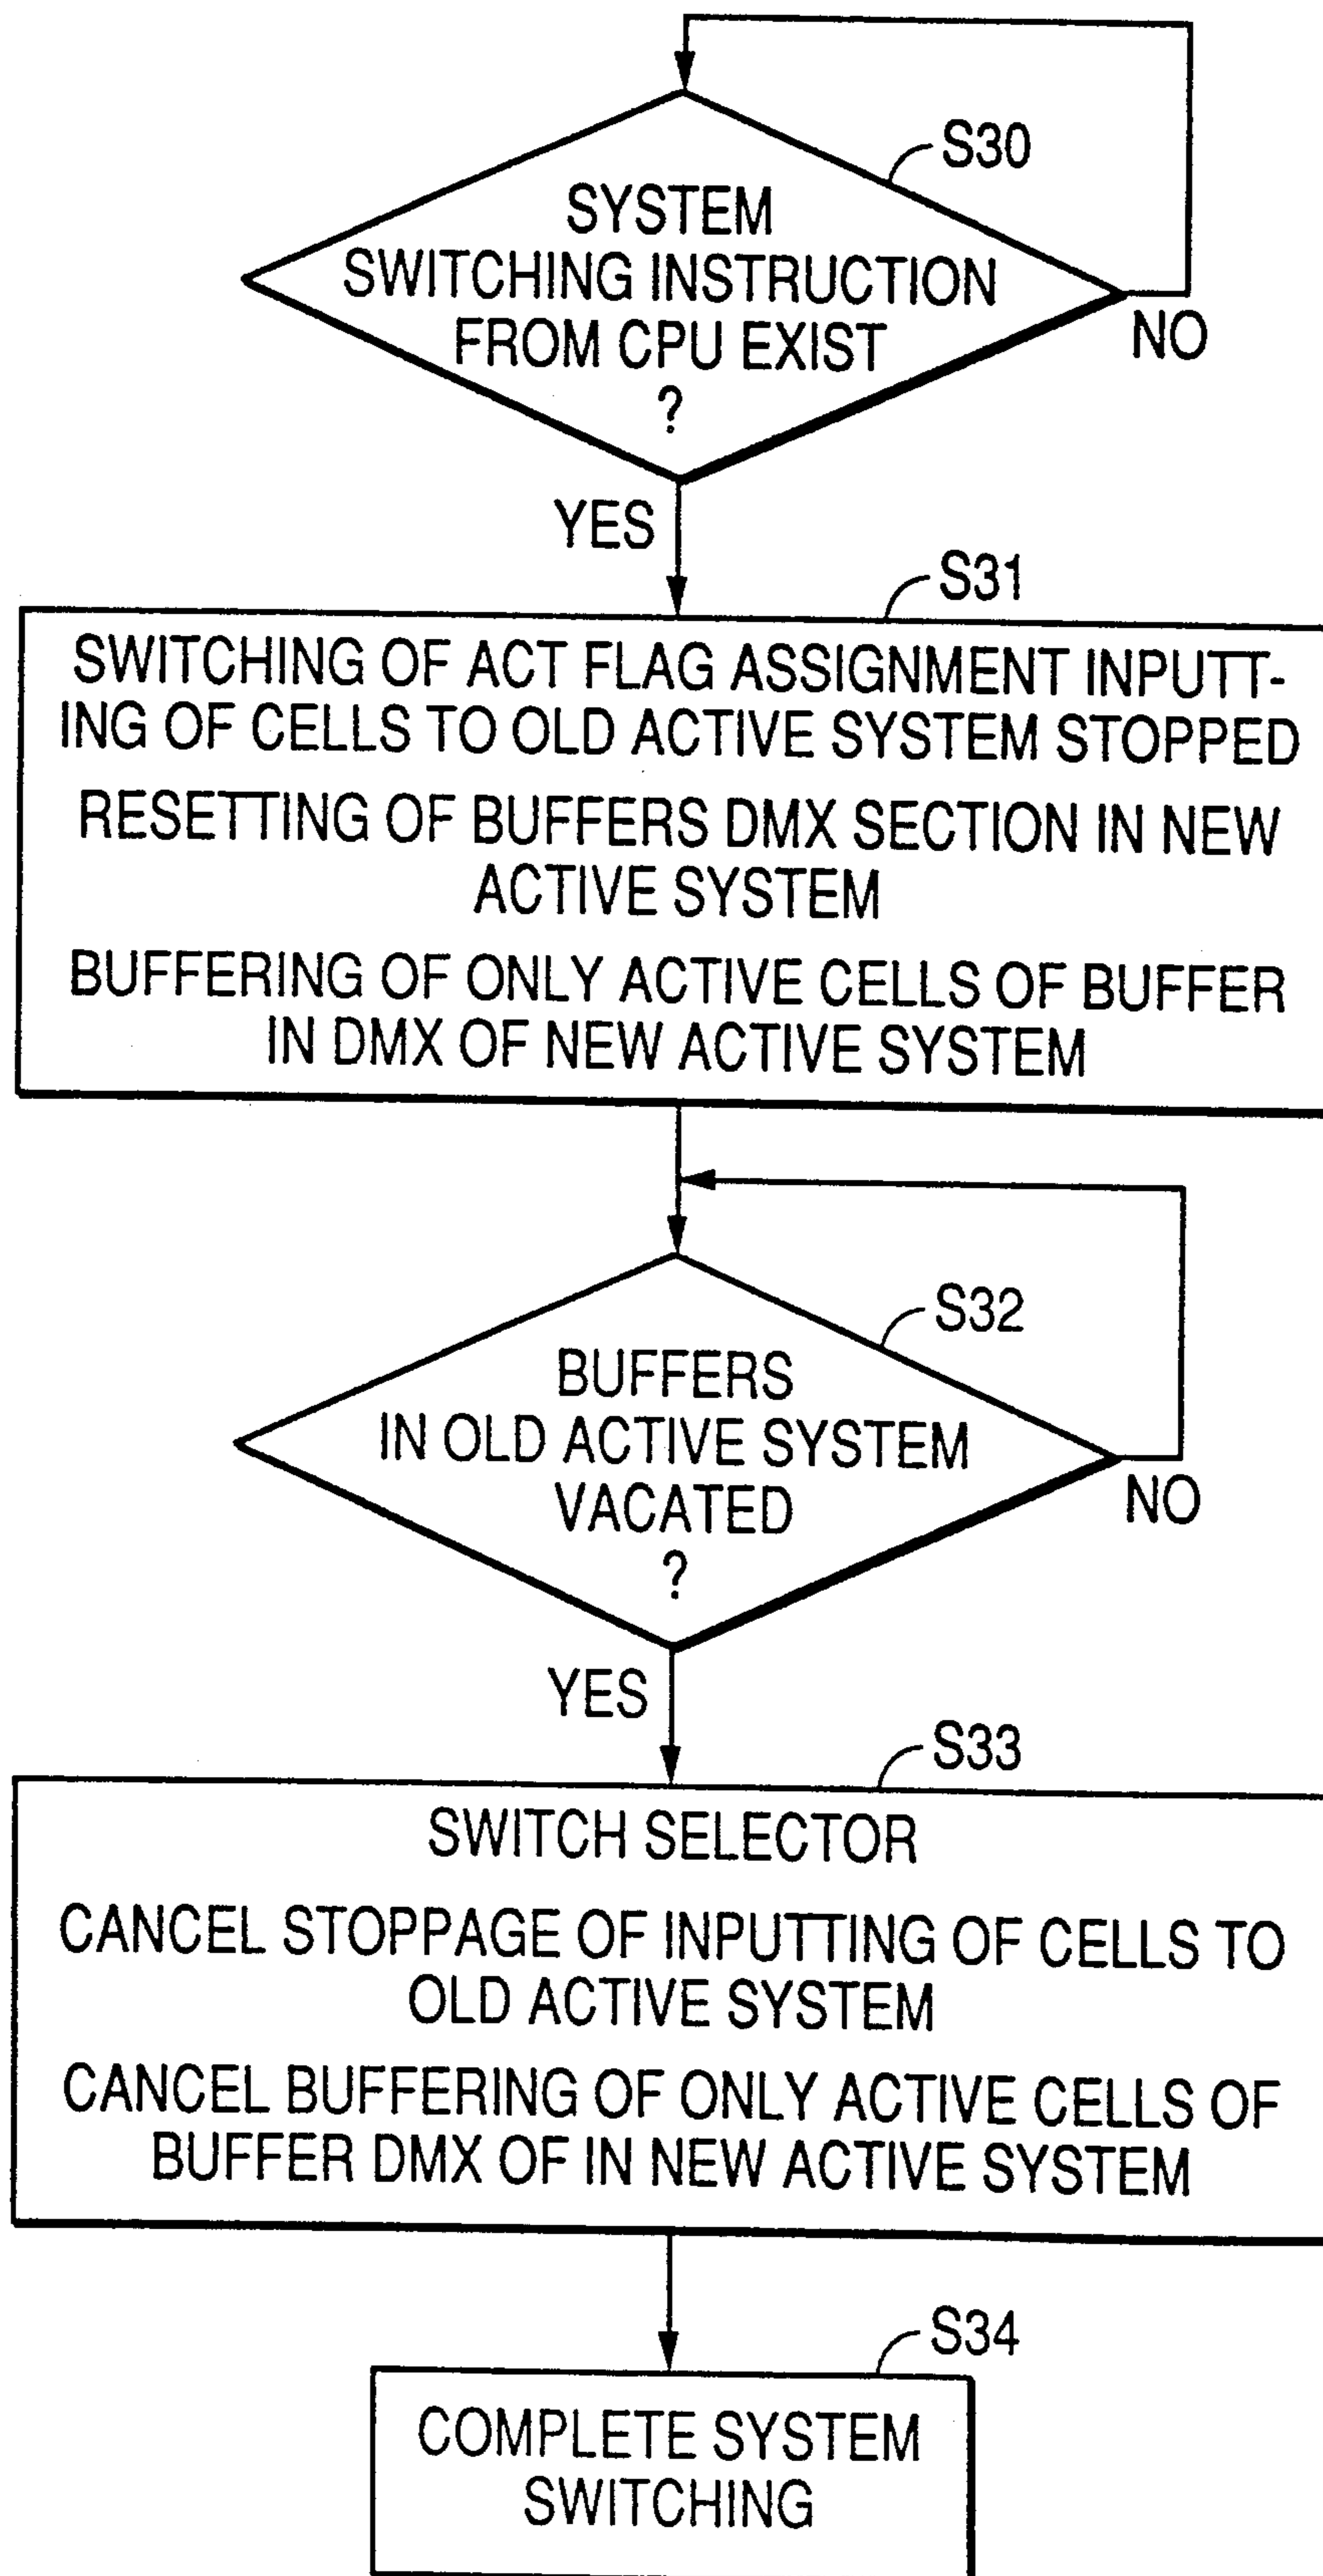 S30
SYSTEM
SWITCHING INSTRUCTION
FROM CPU EXIST
?
NO
YES
S31
SWITCHING OF ACT FLAG ASSIGNMENT INPUTT-
ING OF CELLS TO OLD ACTIVE SYSTEM STOPPED
RESETTING OF BUFFERS DMX SECTION IN NEW
ACTIVE SYSTEM
BUFFERING OF ONLY ACTIVE CELLS OF BUFFER
IN DMX OF NEW ACTIVE SYSTEM
S32
BUFFERS
IN OLD ACTIVE SYSTEM
VACATED
?
NO
YES
S33
SWITCH SELECTOR
CANCEL STOPPAGE OF INPUTTING OF CELLS TO
OLD ACTIVE SYSTEM
CANCEL BUFFERING OF ONLY ACTIVE CELLS OF
BUFFER DMX OF IN NEW ACTIVE SYSTEM
S34
COMPLETE SYSTEM
SWITCHING